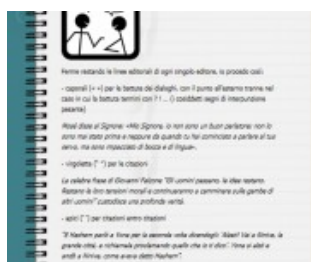 Ferme restando le linee editoriali di ogni singolo editore, io procedo così:
- caporali (« ») per le battute dei dialoghi, con il punto all'esterno tranne nel
caso in cui la battuta termini con ? ! ... (i cosiddetti segni di interpunzione
pesante)
Mosè disse al Signore: «Mio Signore, io non sono un buon parlatore; non lo
sono mai stato prima e neppure da quando tu hai cominciato a parlare al tuo
servo, ma sono impacciato di bocca e di lingua».
- virgolette (" ") per le citazioni
La celebre frase di Giovanni Falcone "Gli uomini passano, le idee restano.
Restano le loro tensioni morali e continueranno a camminare sulle gambe di
altri uomini" custodisce una profonda verità.
- apici (' ') per citazioni entro citazioni
"Il Hashem parlò a Yona per la seconda volta dicendogli: 'Alzati! Vai a Ninive, la
grande città, e richiamala proclamando quello che io ti dico'. Yona si alzò e
andò a Ninive, come aveva detto Hashem".